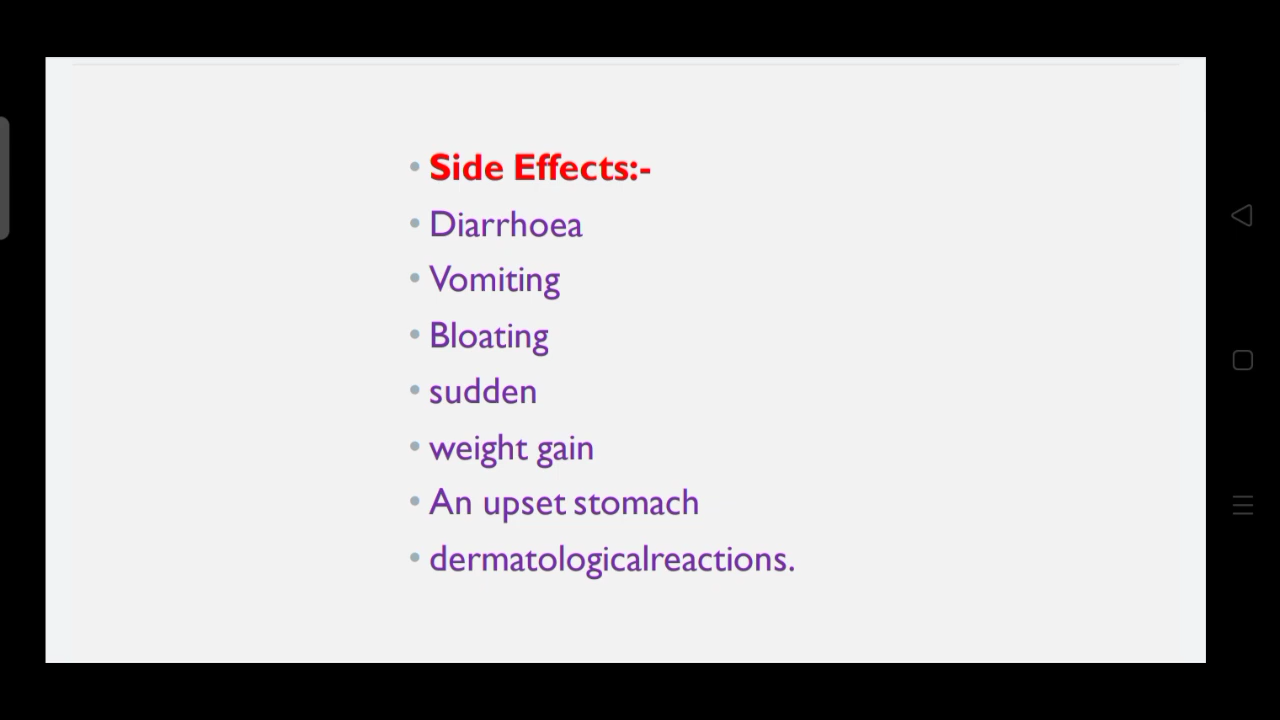 • Side Effects:-
• Diarrhoea
• Vomiting
• Bloating
• sudden
• weight gain
• An upset stomach
• dermatologicalreactions.